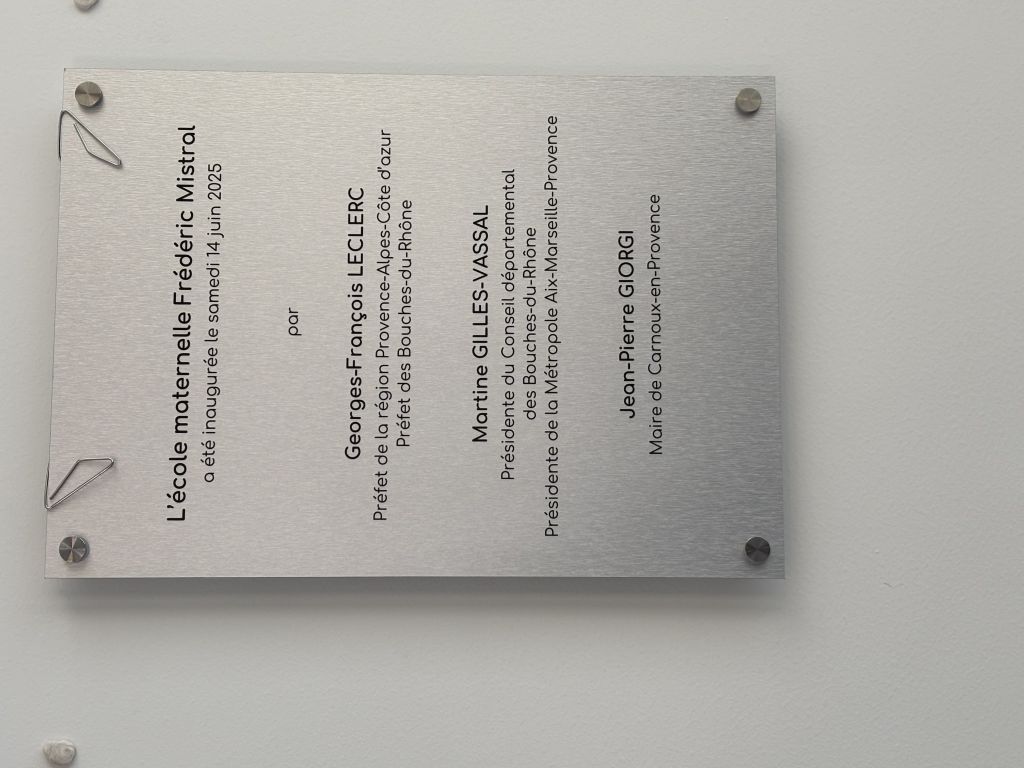 L'école maternelle Frédéric Mistral
a été inaugurée le samedi 14 juin 2025
par
Georges-François LECLERC
Préfet de la région Provence-Alpes-Côte d'azur
Préfet des Bouches-du-Rhône
Martine GILLES-VASSAL
Présidente du Conseil départemental
des Bouches-du-Rhône
Présidente de la Métropole Aix-Marseille-Provence
Jean-Pierre GIORGI
Maire de Carnoux-en-Provence